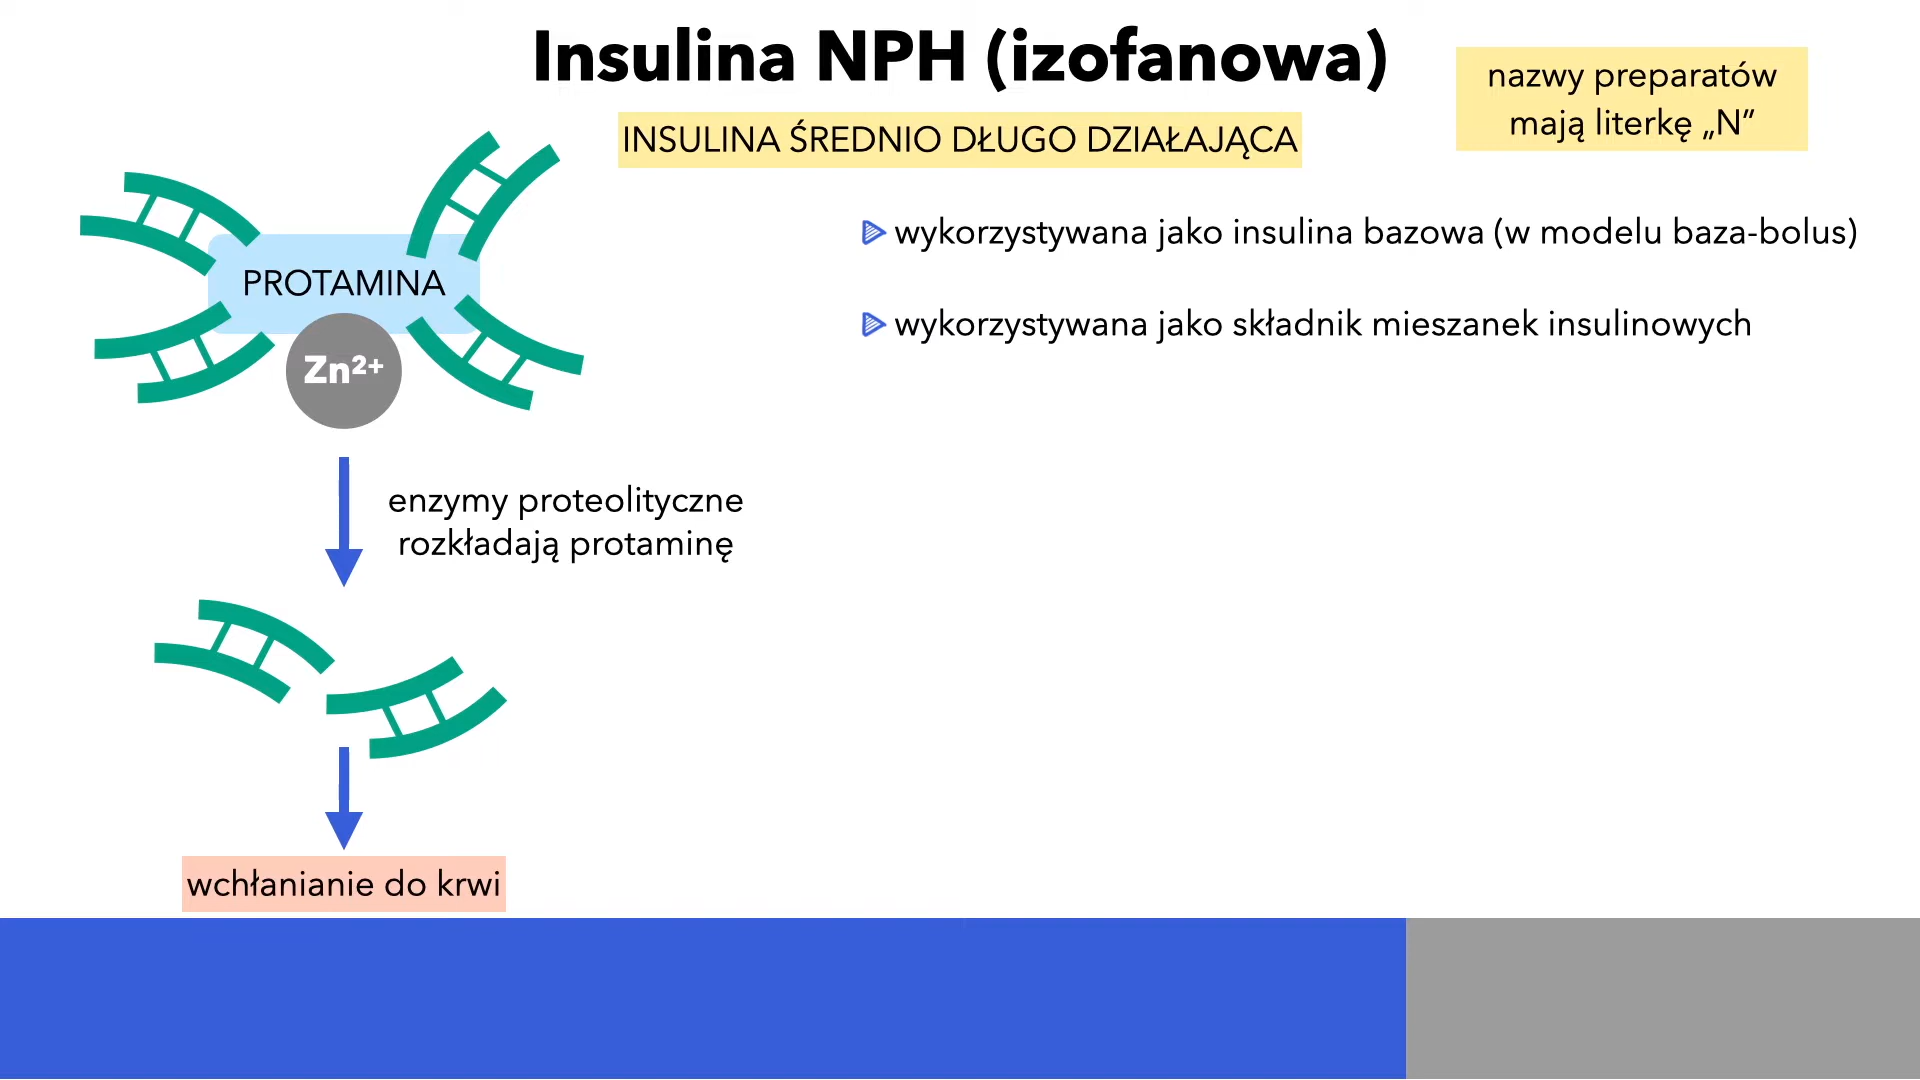 Insulina NPH (izofanowa)
nazwy preparatów
mają literkę „N”
INSULINA ŚREDNIO DŁUGO DZIAŁAJĄCA
wykorzystywana jako insulina bazowa (w modelu baza-bolus)
wykorzystywana jako składnik mieszanek insulinowych
PROTAMINA
Zn²⁺
enzymy proteolityczne
rozkładają protaminę
wchłanianie do krwi